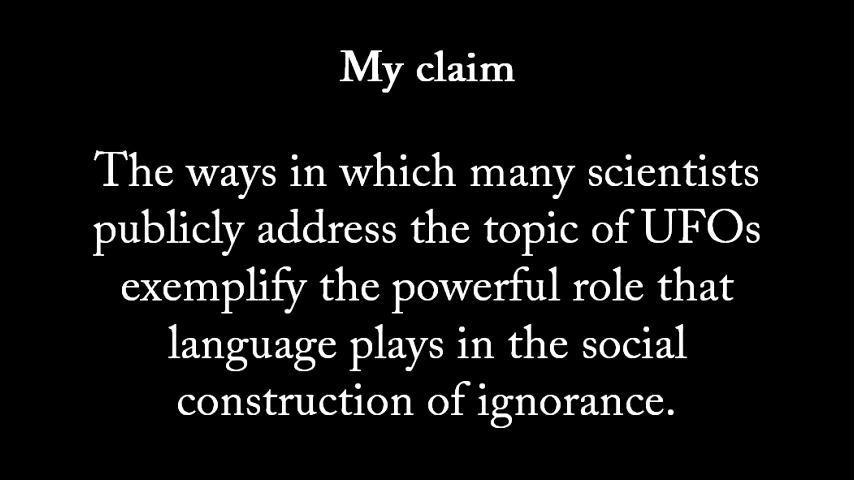 My claim
The ways in which many scientists
publicly address the topic of UFOs
exemplify the powerful role that
language plays in the social
construction of ignorance.